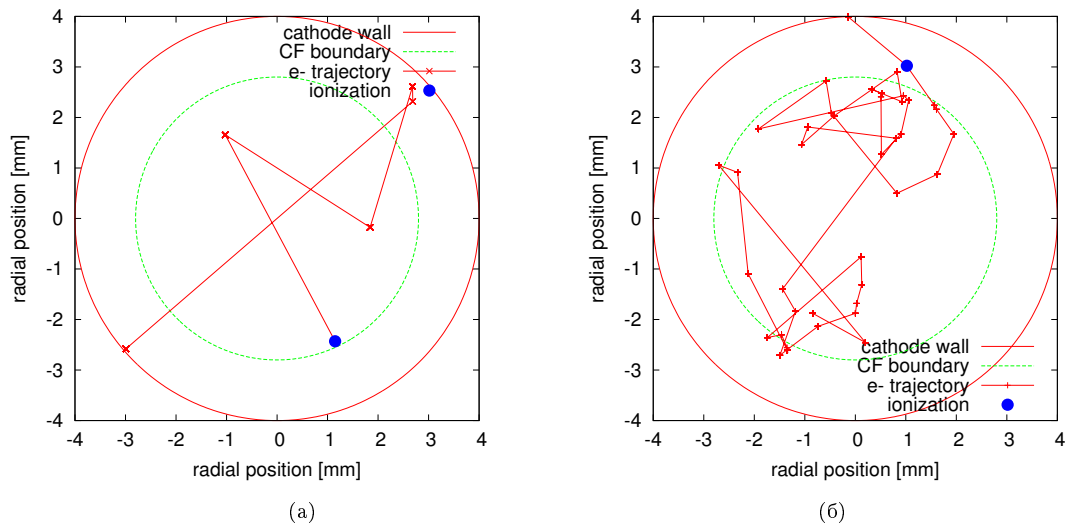 4
3
2
1
0
-1
-2
-3
-4
-4 -3 -2 -1 0 1 2 3 4
radial position [mm]
radial position [mm]
cathode wall
CF boundary
e- trajectory
ionization
(а)
4
3
2
1
0
-1
-2
-3
-4
-4 -3 -2 -1 0 1 2 3 4
radial position [mm]
radial position [mm]
cathode wall
CF boundary
e- trajectory
ionization
(б)